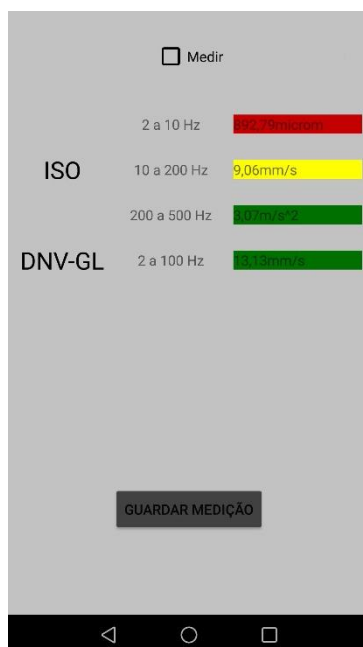 Medir
2 a 10 Hz 892,79microm
ISO 10 a 200 Hz 9,06mm/s
200 a 500 Hz 3,07m/s^2
DNV-GL 2 a 100 Hz 13,13mm/s
GUARDAR MEDIÇÃO